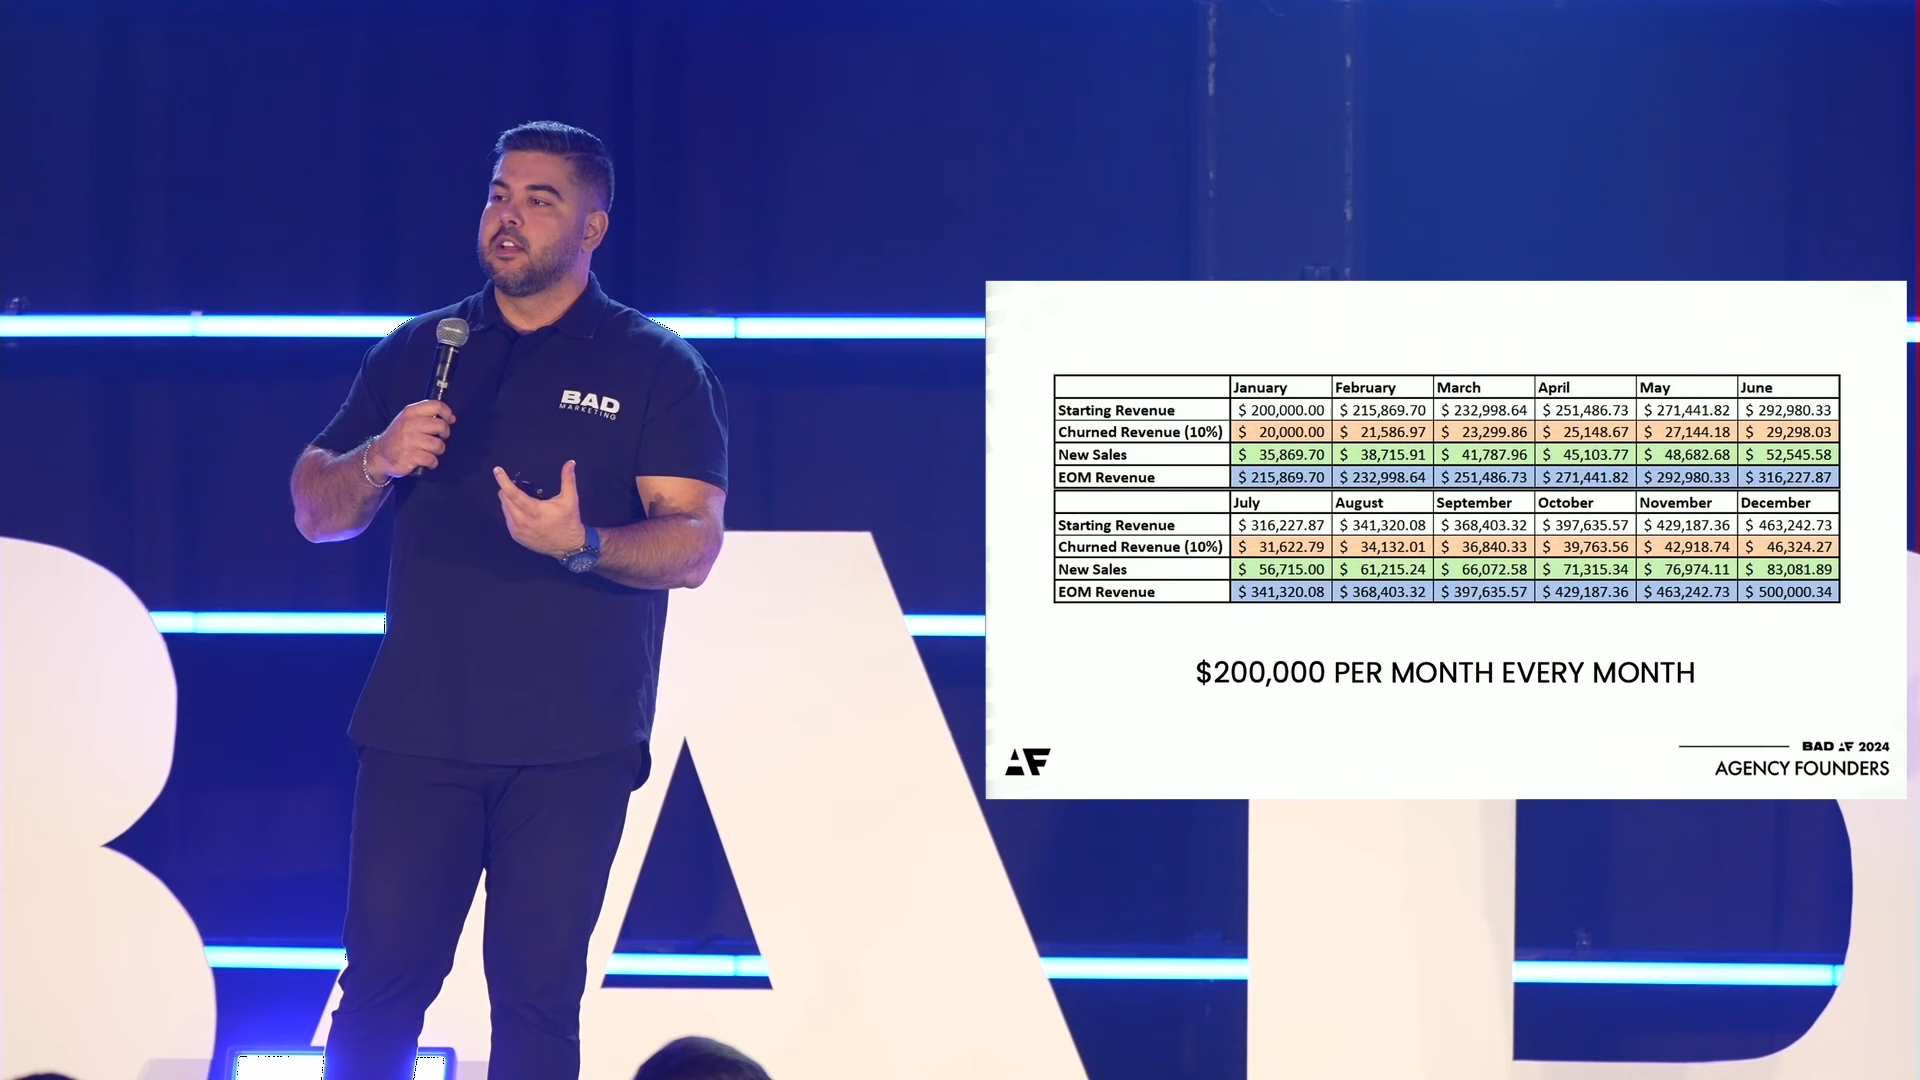 BAD
MARKETING
January February March April May June
Starting Revenue $ 200,000.00 $ 215,869.70 $ 232,998.64 $ 251,486.73 $ 271,441.82 $ 292,980.33
Churned Revenue (10%) $ 20,000.00 $ 21,586.97 $ 23,299.86 $ 25,148.67 $ 27,144.18 $ 29,298.03
New Sales $ 35,869.70 $ 38,715.91 $ 41,787.96 $ 45,103.77 $ 48,682.68 $ 52,545.58
EOM Revenue $ 215,869.70 $ 232,998.64 $ 251,486.73 $ 271,441.82 $ 292,980.33 $ 316,227.87
July August September October November December
Starting Revenue $ 316,227.87 $ 341,320.08 $ 368,403.32 $ 397,635.57 $ 429,187.36 $ 463,242.73
Churned Revenue (10%) $ 31,622.79 $ 34,132.01 $ 36,840.33 $ 39,763.56 $ 42,918.74 $ 46,324.27
New Sales $ 56,715.00 $ 61,215.24 $ 66,072.58 $ 71,315.34 $ 76,974.11 $ 83,081.89
EOM Revenue $ 341,320.08 $ 368,403.32 $ 397,635.57 $ 429,187.36 $ 463,242.73 $ 500,000.34
$200,000 PER MONTH EVERY MONTH
AF
BAD AF 2024
AGENCY FOUNDERS
BAD